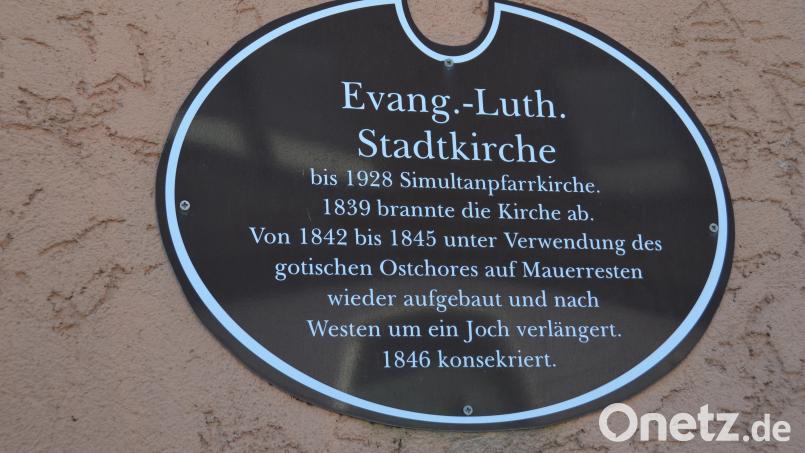 Evang.-Luth.
Stadtkirche
bis 1928 Simultanpfarrkirche.
1839 brannte die Kirche ab.
Von 1842 bis 1845 unter Verwendung des
gotischen Ostchores auf Mauerresten
wieder aufgebaut und nach
Westen um ein Joch verlängert.
1846 konsekriert.
Onetz.de